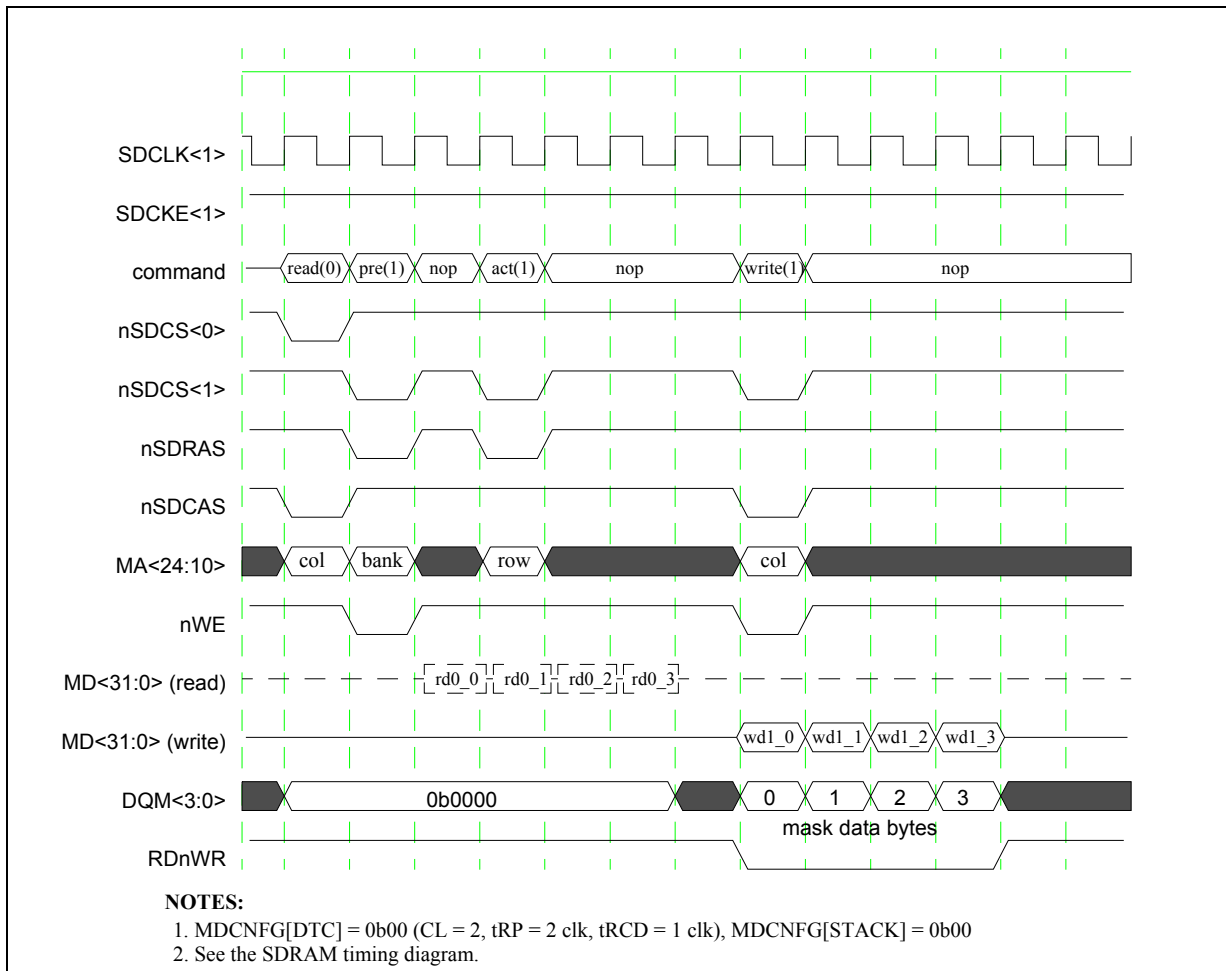 SDCLK<1>
SDCKE<1>
command read(0) pre(1) nop act(1) nop write(1) nop
nSDCS<0>
nSDCS<1>
nSDRAS
nSDCAS
MA<24:10> col bank row col
nWE
MD<31:0> (read) rd0_0 rd0_1 rd0_2 rd0_3
MD<31:0> (write) wd1_0 wd1_1 wd1_2 wd1_3
DQM<3:0> 0b0000 0 1 2 3
mask data bytes
RDnWR
NOTES:
1. MDCNFG[DTC] = 0b00 (CL = 2, tRP = 2 clk, tRCD = 1 clk), MDCNFG[STACK] = 0b00
2. See the SDRAM timing diagram.